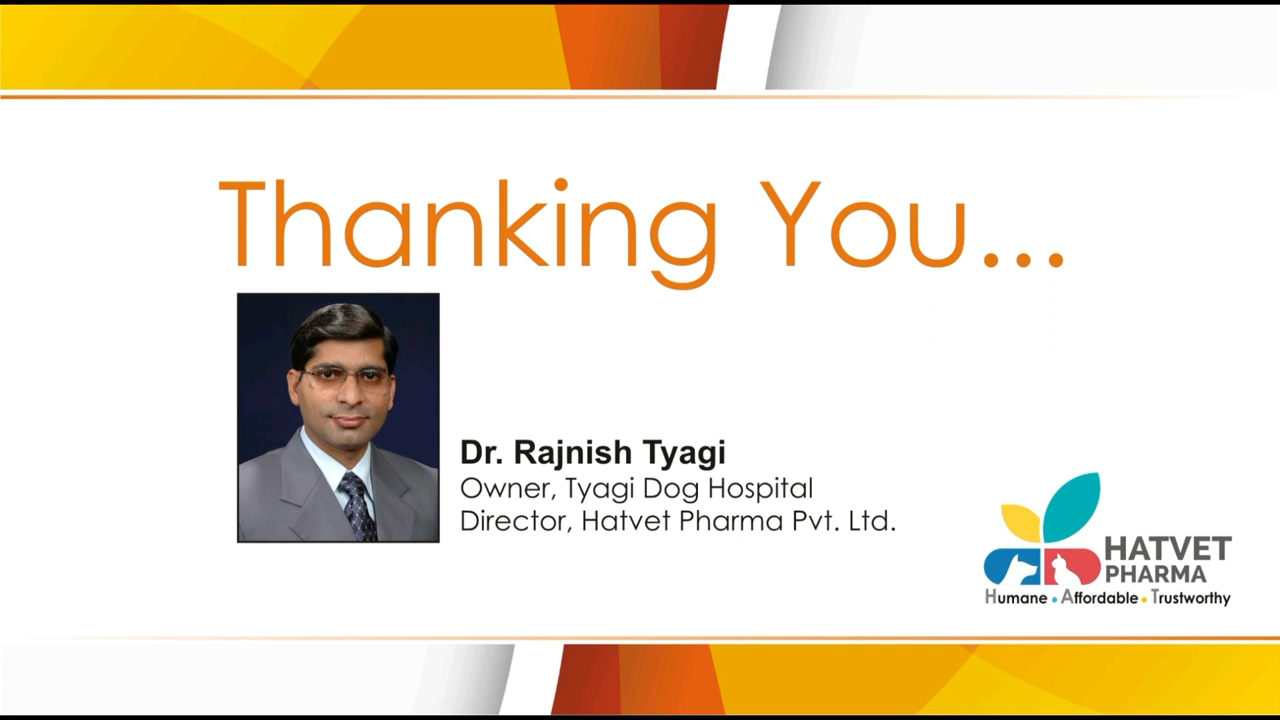 Thanking You...
Dr. Rajnish Tyagi
Owner, Tyagi Dog Hospital
Director, Hatvet Pharma Pvt. Ltd.
HATVET
PHARMA
Humane • Affordable • Trustworthy